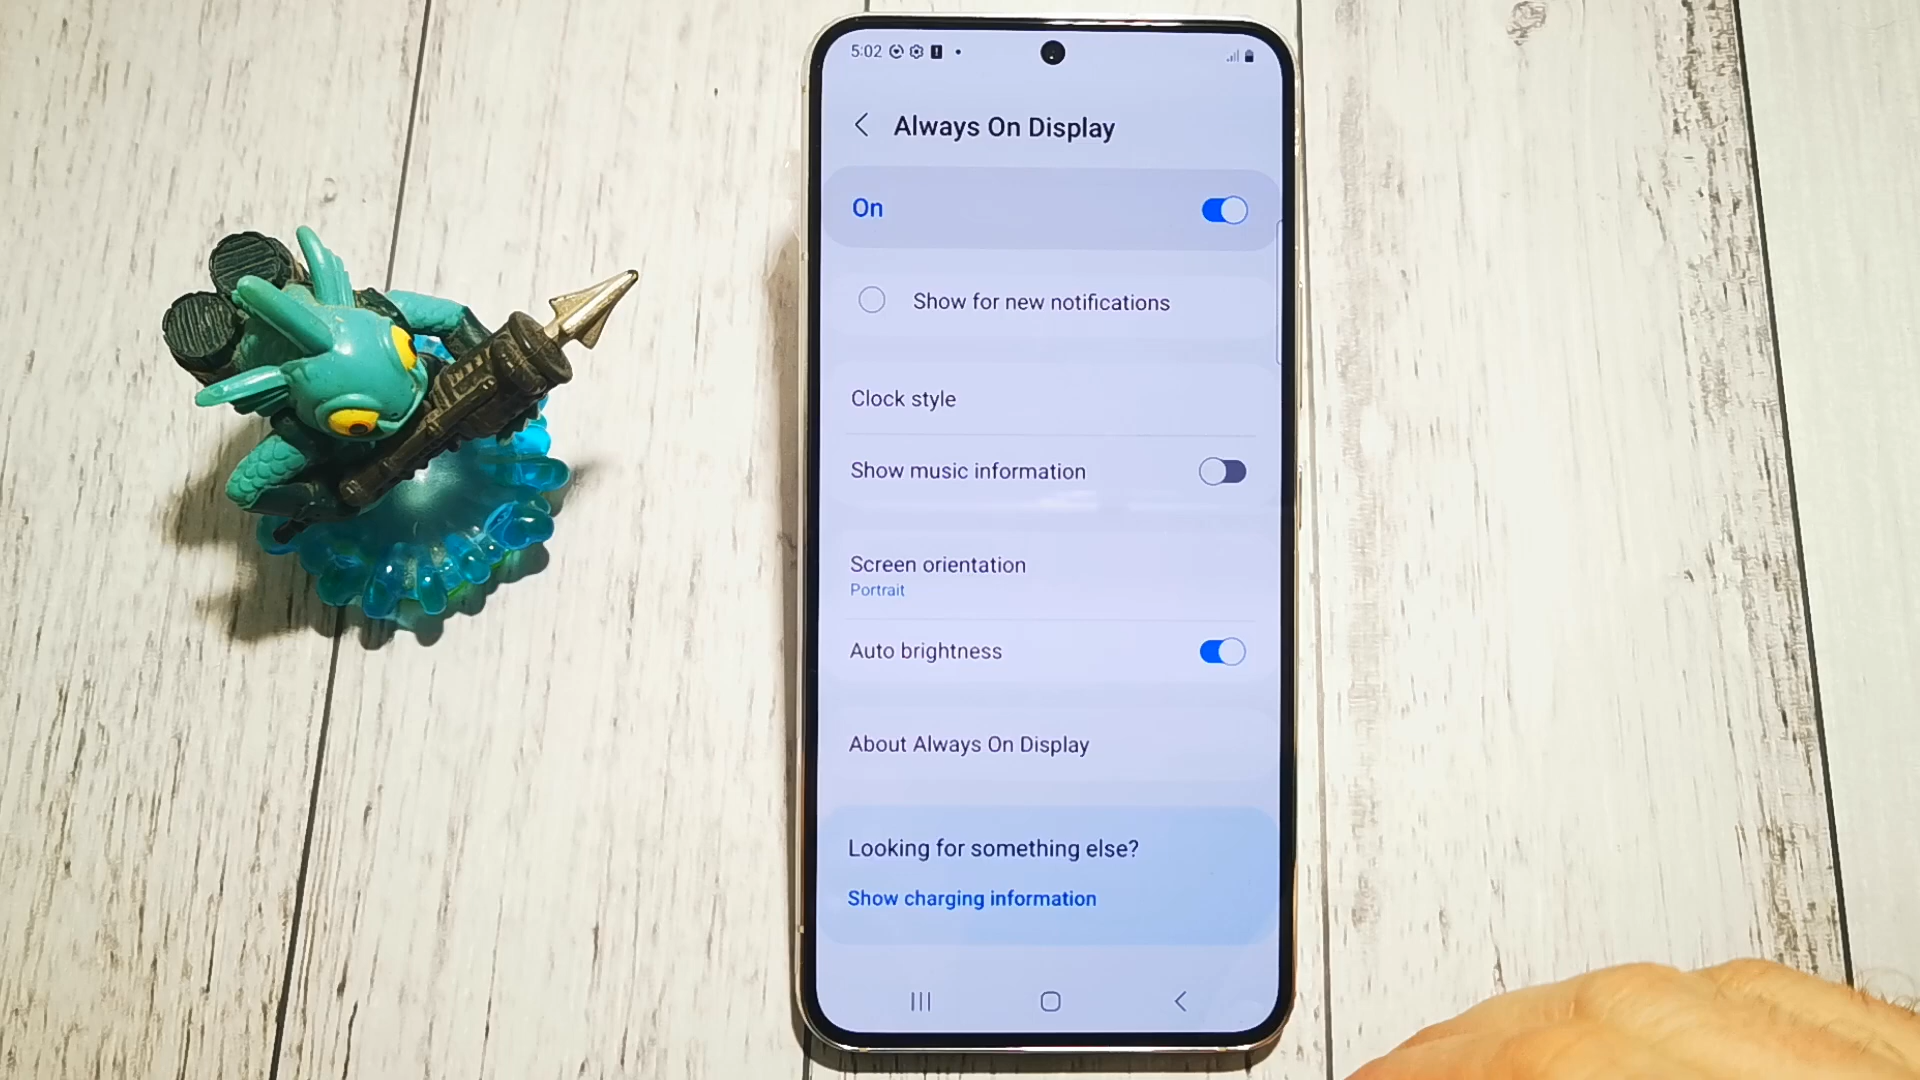 5:02
Always On Display
On
Show for new notifications
Clock style
Show music information
Screen orientation
Portrait
Auto brightness
About Always On Display
Looking for something else?
Show charging information